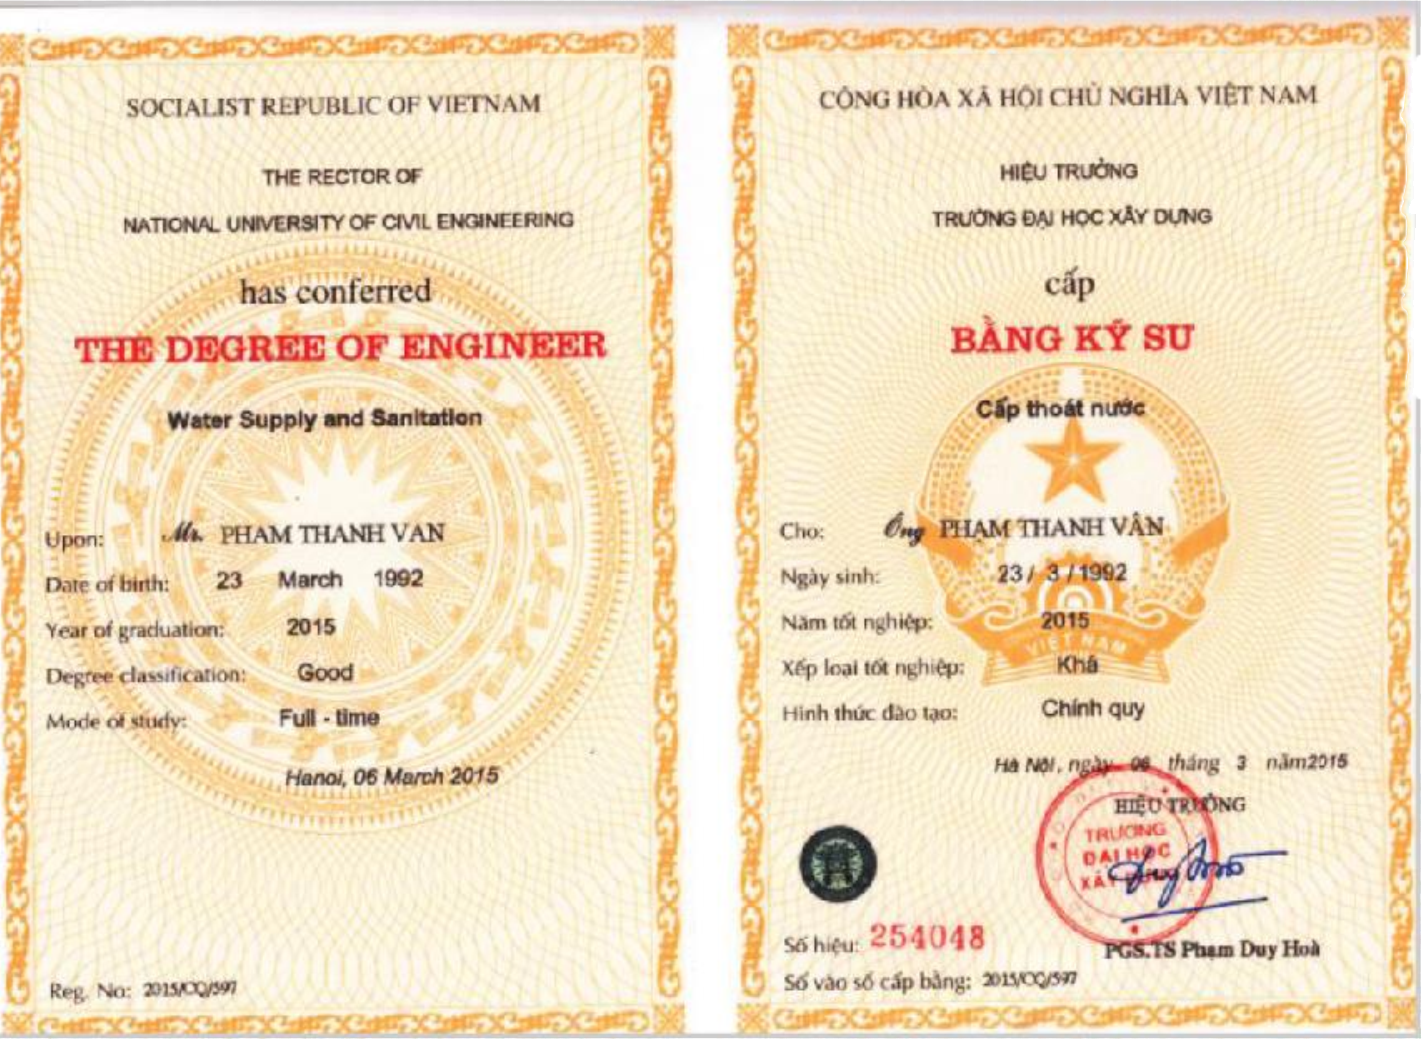 SOCIALIST REPUBLIC OF VIETNAM
THE RECTOR OF
NATIONAL UNIVERSITY OF CIVIL ENGINEERING
has conferred
THE DEGREE OF ENGINEER
Water Supply and Sanitation
Upon: Mr. PHAM THANH VAN
Date of birth: 23 March 1992
Year of graduation: 2015
Degree classification: Good
Mode of study: Full - time
Hanoi, 06 March 2015
Reg. No: 2015/CQ/597
CỘNG HÒA XÃ HỘI CHỦ NGHĨA VIỆT NAM
HIỆU TRƯỞNG
TRƯỜNG ĐẠI HỌC XÂY DỰNG
cấp
BẰNG KỸ SƯ
Cấp thoát nước
Cho: Ông PHẠM THANH VÂN
Ngày sinh: 23 / 3 / 1992
Năm tốt nghiệp: 2015
VIỆT NAM
Xếp loại tốt nghiệp: Khá
Hình thức đào tạo: Chính quy
Hà Nội, ngày 06 tháng 3 năm 2015
HIỆU TRƯỞNG
TRƯỜNG
ĐẠI HỌC
XÂY
Số hiệu: 254048
PGS.TS Phạm Duy Hoà
Số vào sổ cấp bằng: 2015/CQ/597